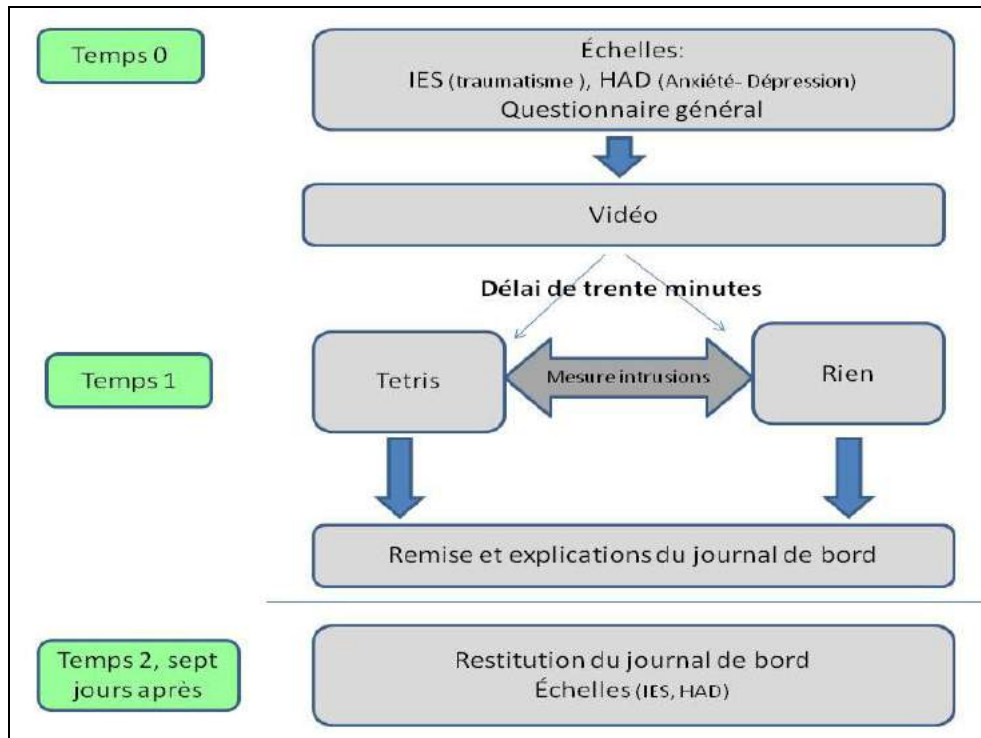 Temps 0
Échelles:
IES (traumatisme ), HAD (Anxiété- Dépression)
Questionnaire général
Vidéo
Délai de trente minutes
Temps 1
Tetris
Mesure intrusions
Rien
Remise et explications du journal de bord
Temps 2, sept
jours après
Restitution du journal de bord
Échelles (IES, HAD)